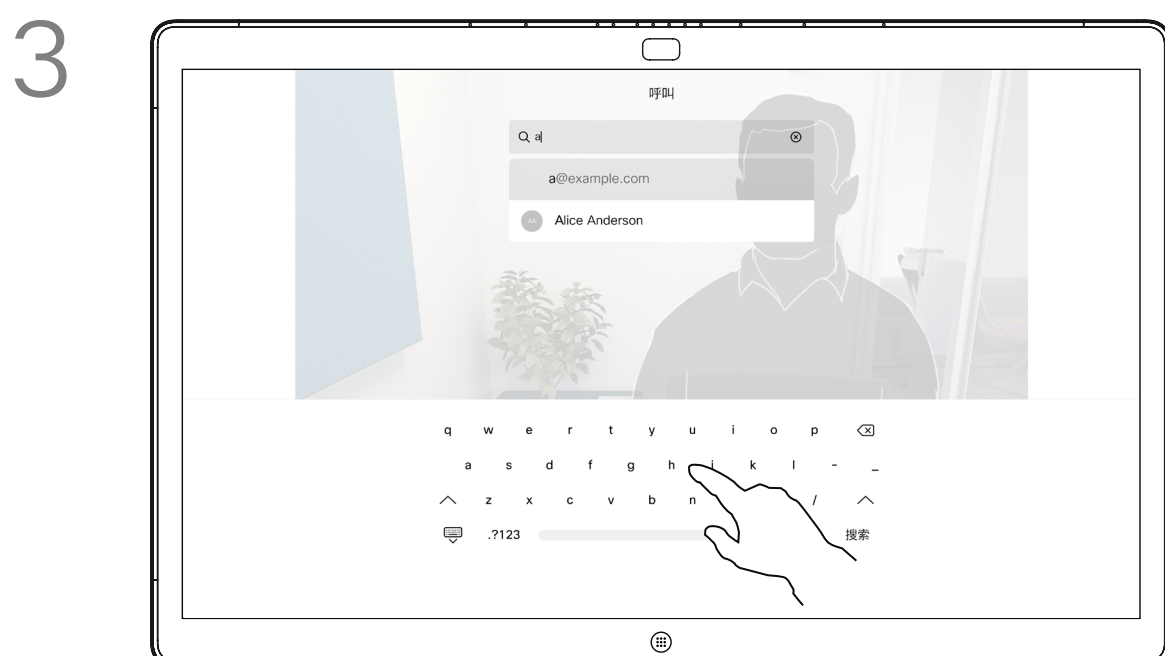 3
呼叫
a
a@example.com
AA Alice Anderson
q w e r t y u i o p
a s d f g h j k l - _
z x c v b n /
.?123 搜索